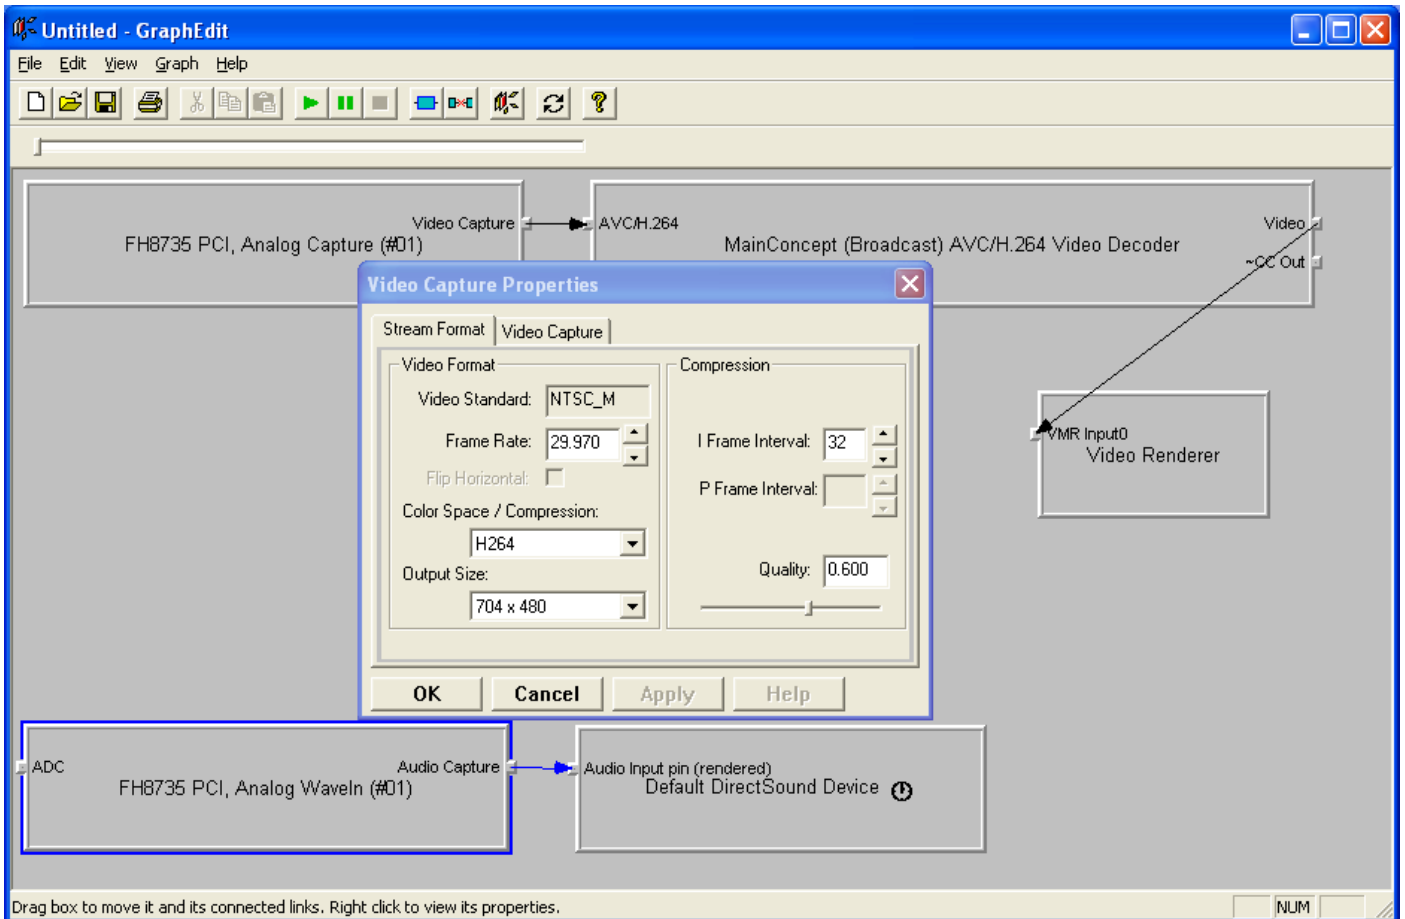 Untitled - GraphEdit
File Edit View Graph Help
Video Capture
FH8735 PCI, Analog Capture (#01)
AVC/H.264
MainConcept (Broadcast) AVC/H.264 Video Decoder
Video
~CC Out
Video Capture Properties
Stream Format Video Capture
Video Format
Video Standard: NTSC_M
Frame Rate: 29.970
Flip Horizontal:
Color Space / Compression:
H264
Output Size:
704 x 480
Compression
I Frame Interval: 32
P Frame Interval:
Quality: 0.600
OK Cancel Apply Help
VMR Input0
Video Renderer
ADC
Audio Capture
FH8735 PCI, Analog WaveIn (#01)
Audio Input pin (rendered)
Default DirectSound Device
Drag box to move it and its connected links. Right click to view its properties.
NUM